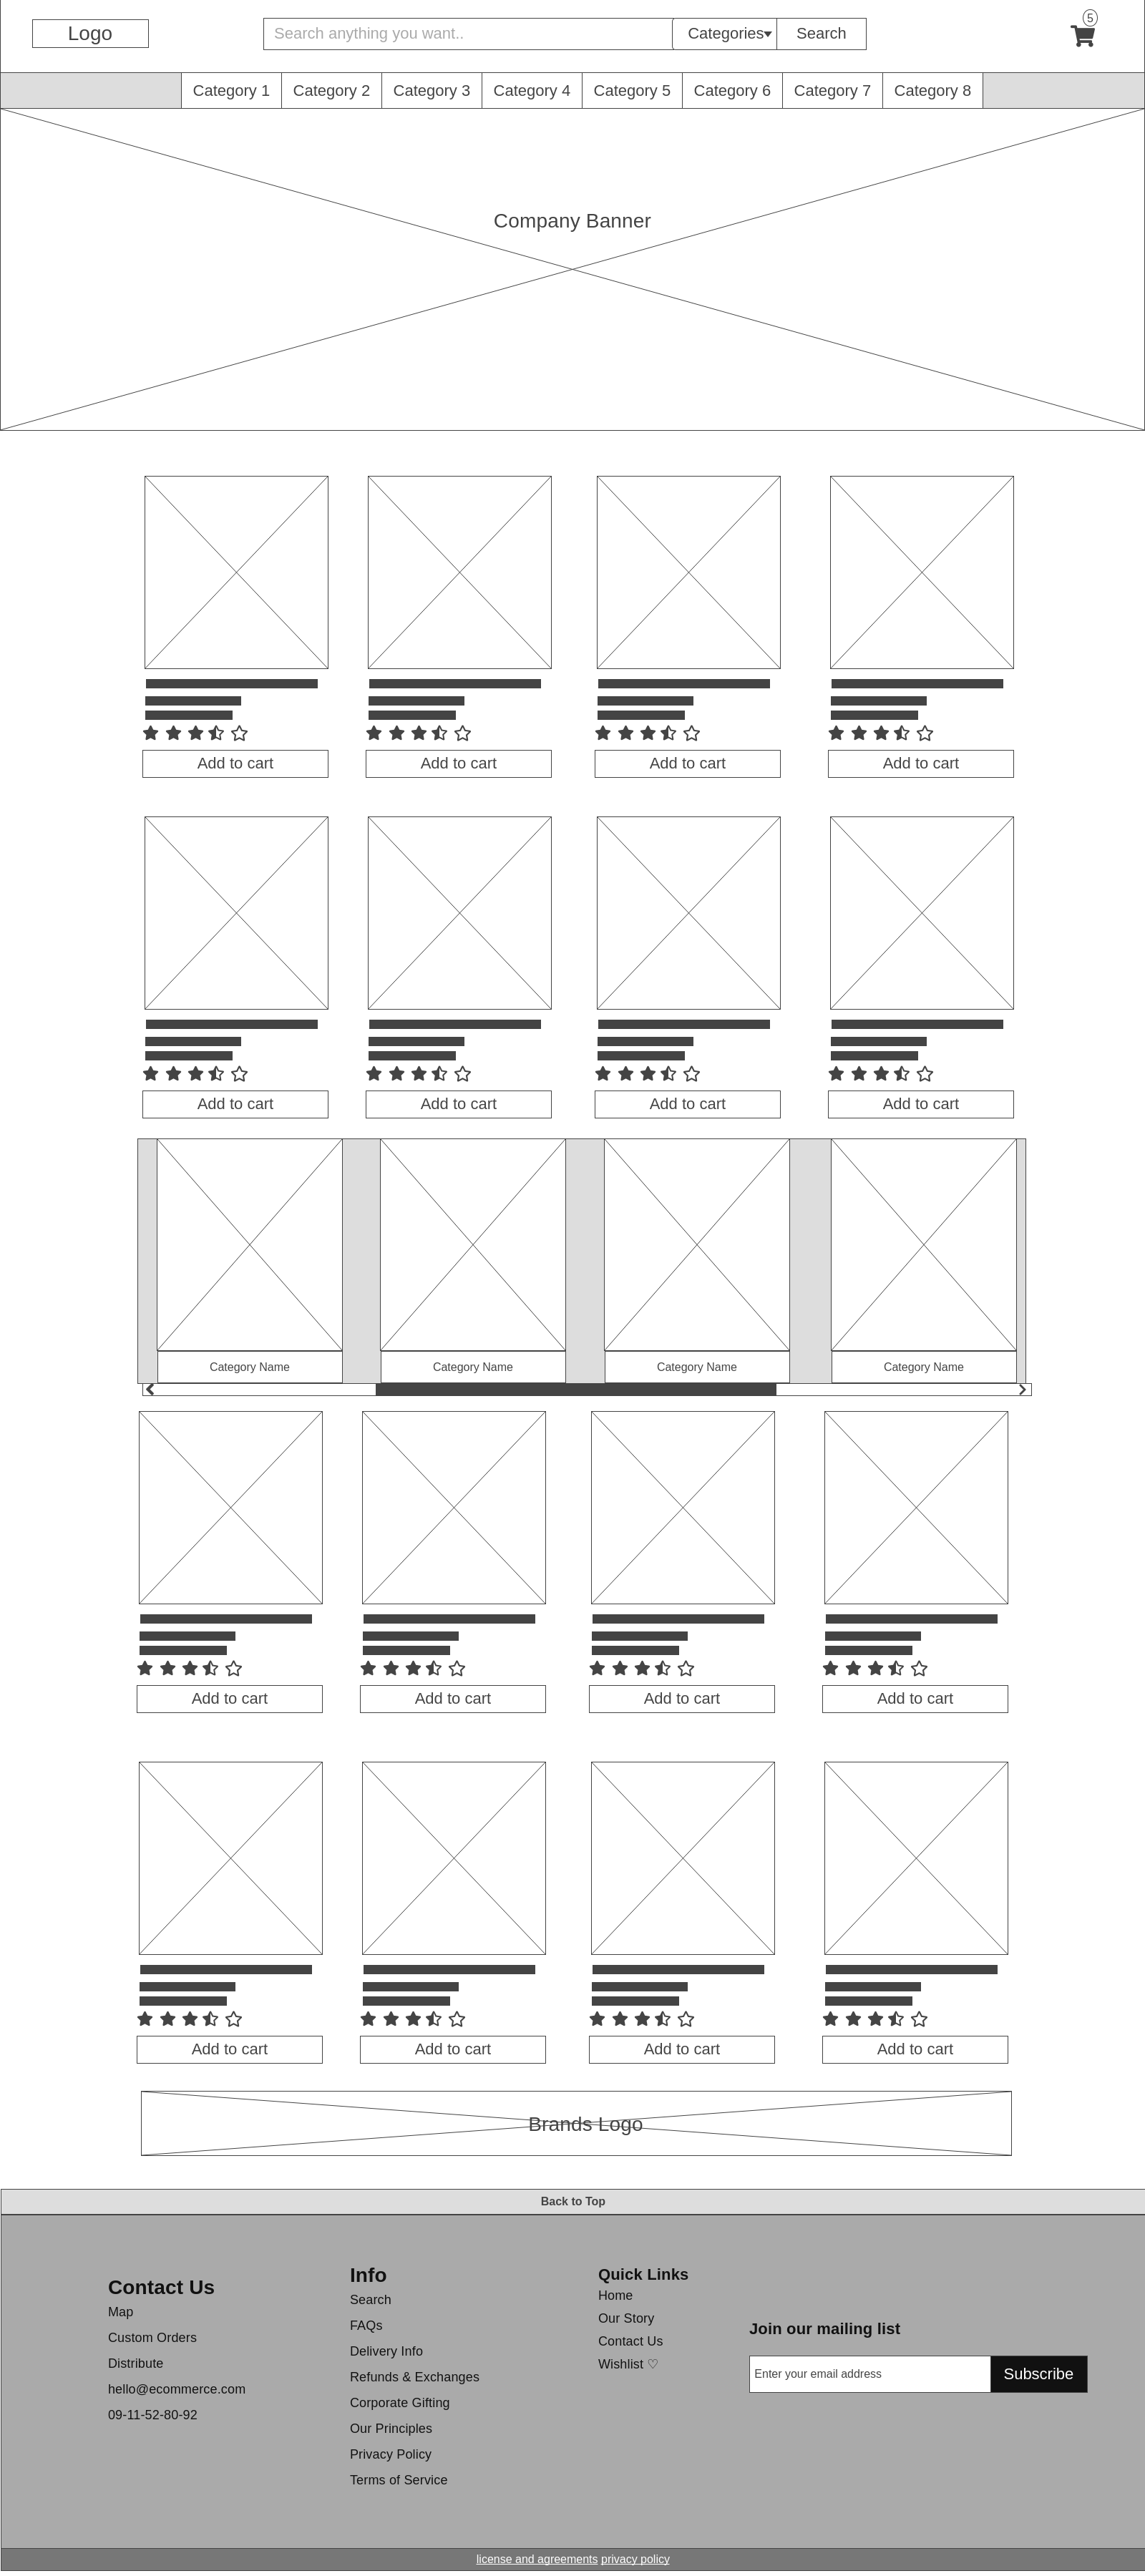 Logo
Search anything you want..
Categories
Search
5
Category 1 Category 2 Category 3 Category 4 Category 5 Category 6 Category 7 Category 8
Company Banner
Add to cart Add to cart Add to cart Add to cart
Add to cart Add to cart Add to cart Add to cart
Category Name Category Name Category Name Category Name
Add to cart Add to cart Add to cart Add to cart
Add to cart Add to cart Add to cart Add to cart
Brands Logo
Back to Top
Contact Us
Map
Custom Orders
Distribute
hello@ecommerce.com
09-11-52-80-92
Info
Search
FAQs
Delivery Info
Refunds & Exchanges
Corporate Gifting
Our Principles
Privacy Policy
Terms of Service
Quick Links
Home
Our Story
Contact Us
Wishlist ♡
Join our mailing list
Enter your email address
Subscribe
license and agreements privacy policy